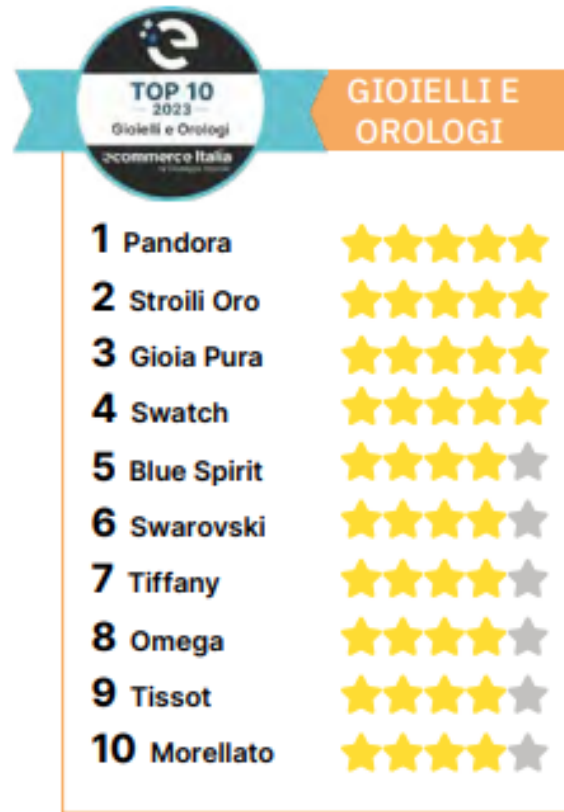 TOP 10
2023
Gioielli e Orologi
ecommerce Italia
GIOIELLI E
OROLOGI
1 Pandora
2 Stroili Oro
3 Gioia Pura
4 Swatch
5 Blue Spirit
6 Swarovski
7 Tiffany
8 Omega
9 Tissot
10 Morellato